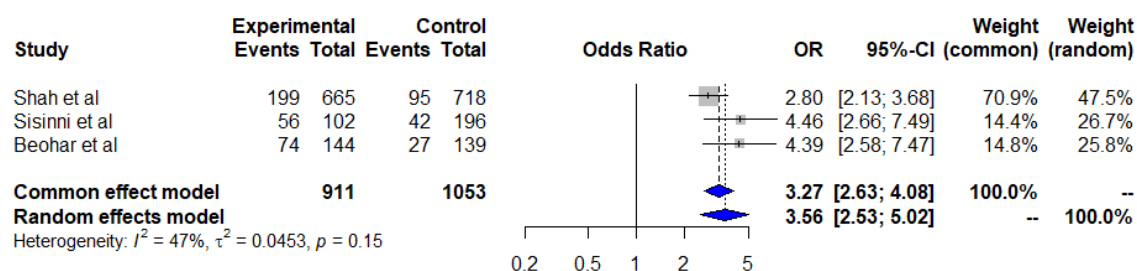 Experimental Control Weight Weight
Study Events Total Events Total Odds Ratio OR 95%-CI (common) (random)
Shah et al 199 665 95 718 2.80 [2.13; 3.68] 70.9% 47.5%
Sisinni et al 56 102 42 196 4.46 [2.66; 7.49] 14.4% 26.7%
Beohar et al 74 144 27 139 4.39 [2.58; 7.47] 14.8% 25.8%
Common effect model 911 1053 3.27 [2.63; 4.08] 100.0% --
Random effects model 3.56 [2.53; 5.02] -- 100.0%
Heterogeneity: I² = 47%, τ² = 0.0453, p = 0.15
0.2 0.5 1 2 5